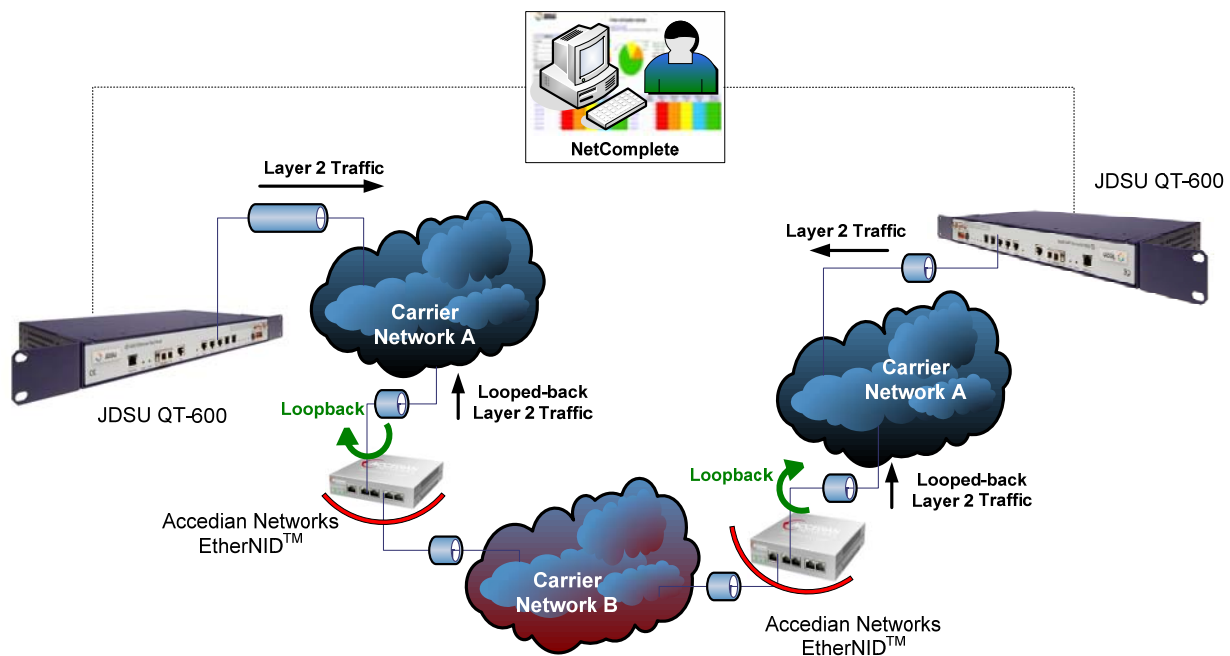 NetComplete
Layer 2 Traffic
JDSU QT-600
Layer 2 Traffic
Carrier
Network A
Carrier
Network A
JDSU QT-600
Loopback
Looped-back
Layer 2 Traffic
Loopback
Looped-back
Layer 2 Traffic
Accedian Networks
EtherNID™
Carrier
Network B
Accedian Networks
EtherNID™